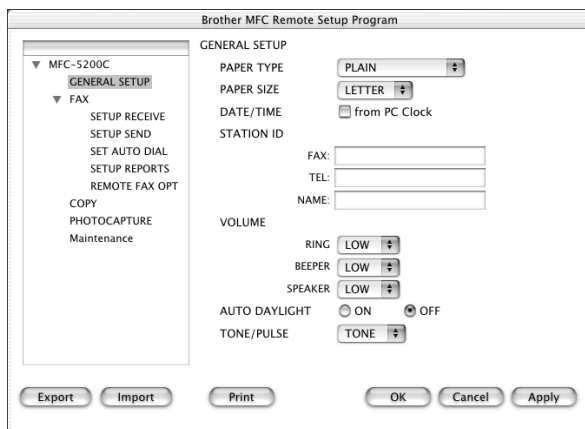 Brother MFC Remote Setup Program
MFC-5200C
GENERAL SETUP
FAX
SETUP RECEIVE
SETUP SEND
SET AUTO DIAL
SETUP REPORTS
REMOTE FAX OPT
COPY
PHOTOCAPTURE
Maintenance
GENERAL SETUP
PAPER TYPE PLAIN
PAPER SIZE LETTER
DATE/TIME from PC Clock
STATION ID
FAX:
TEL:
NAME:
VOLUME
RING LOW
BEEPER LOW
SPEAKER LOW
AUTO DAYLIGHT ON OFF
TONE/PULSE TONE
Export Import Print OK Cancel Apply